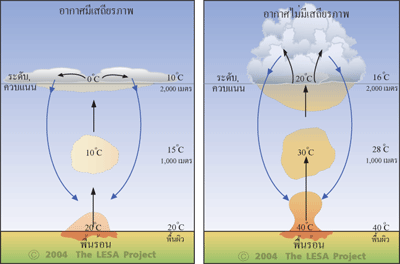 อากาศมีเสถียรภาพ
ระดับ,
ควบแน่น
0°C
10°C
2,000 เมตร
10°C
15°C
1,000 เมตร
20°C
20°C
พื้นร้อน
พื้นผิว
© 2004 The LESA Project
อากาศไม่มีเสถียรภาพ
ระดับ,
ควบแน่น
20°C
16°C
2,000 เมตร
30°C
28°C
1,000 เมตร
40°C
40°C
พื้นร้อน
พื้นผิว
© 2004 The LESA Project